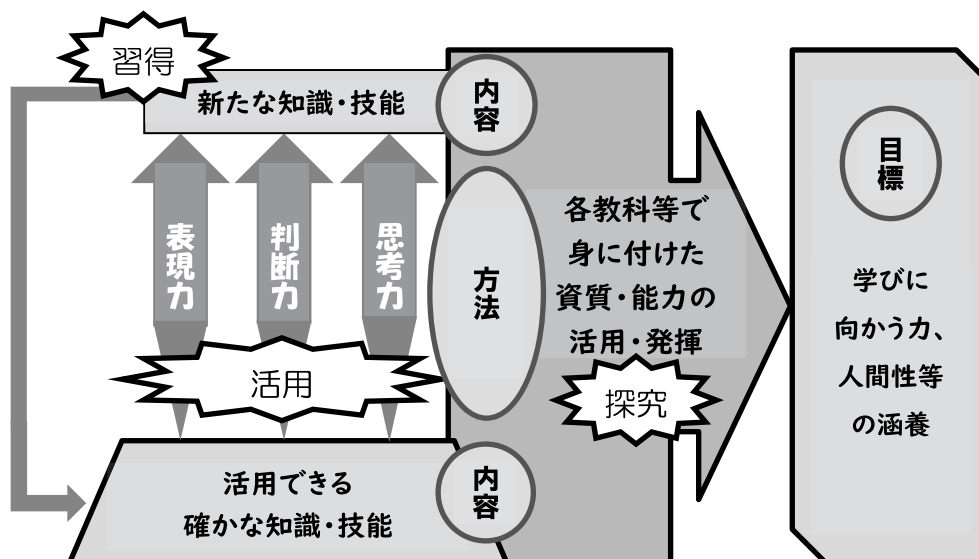 習得
新たな知識・技能
内容
表現力
判断力
思考力
方法
各教科等で
身に付けた
資質・能力の
活用・発揮
活用
探究
活用できる
確かな知識・技能
内容
目標
学びに
向かう力、
人間性等
の涵養